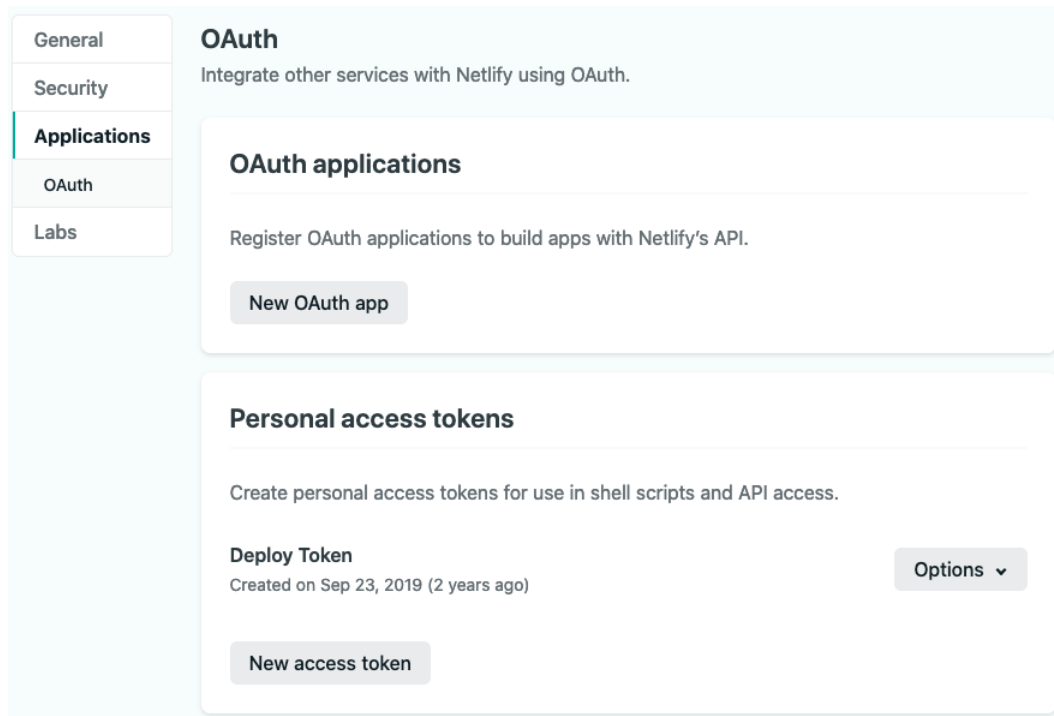 General
Security
Applications
OAuth
Labs
OAuth
Integrate other services with Netlify using OAuth.
OAuth applications
Register OAuth applications to build apps with Netlify’s API.
New OAuth app
Personal access tokens
Create personal access tokens for use in shell scripts and API access.
Deploy Token
Created on Sep 23, 2019 (2 years ago)
Options
New access token